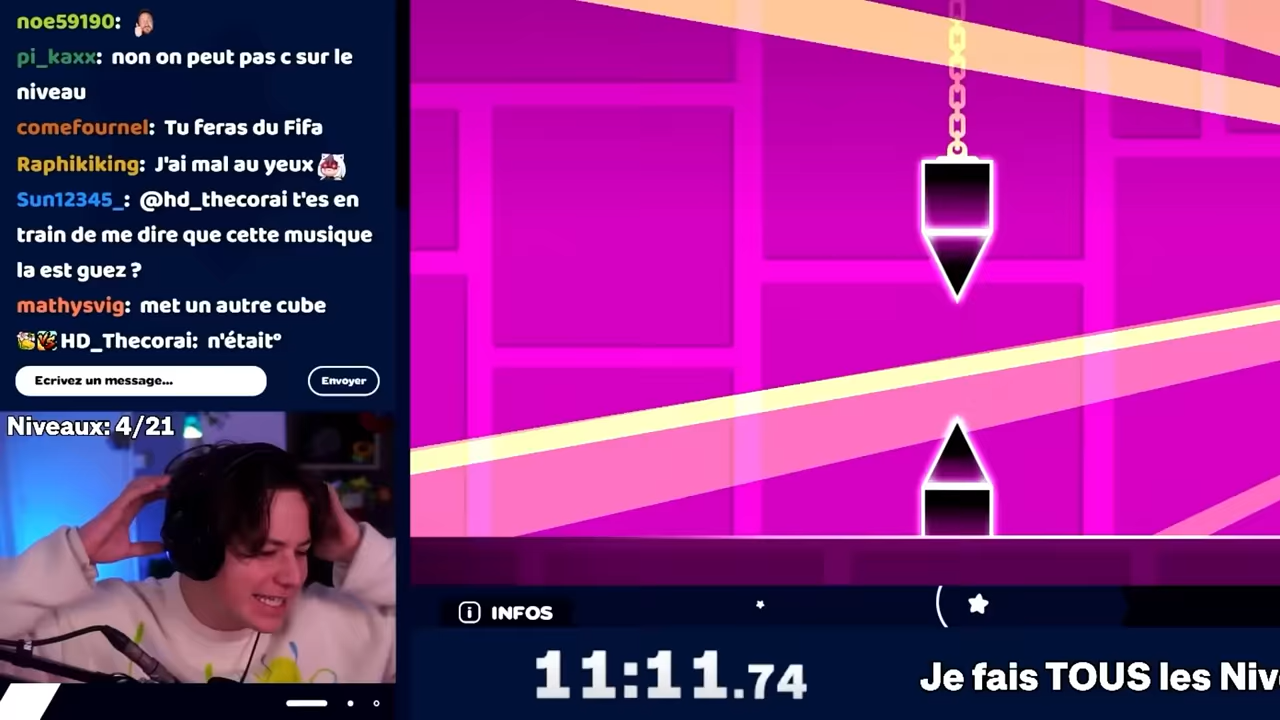 noe59190:
pi_kaxx: non on peut pas c sur le
niveau
comefournel: Tu feras du Fifa
Raphikiking: J'ai mal au yeux
Sun12345_: @hd_thecorai t'es en
train de me dire que cette musique
la est guez ?
mathysvig: met un autre cube
HD_Thecorai: n'était°
Ecrivez un message...
Envoyer
Niveaux: 4/21
INFOS
11:11.74
Je fais TOUS les Niv